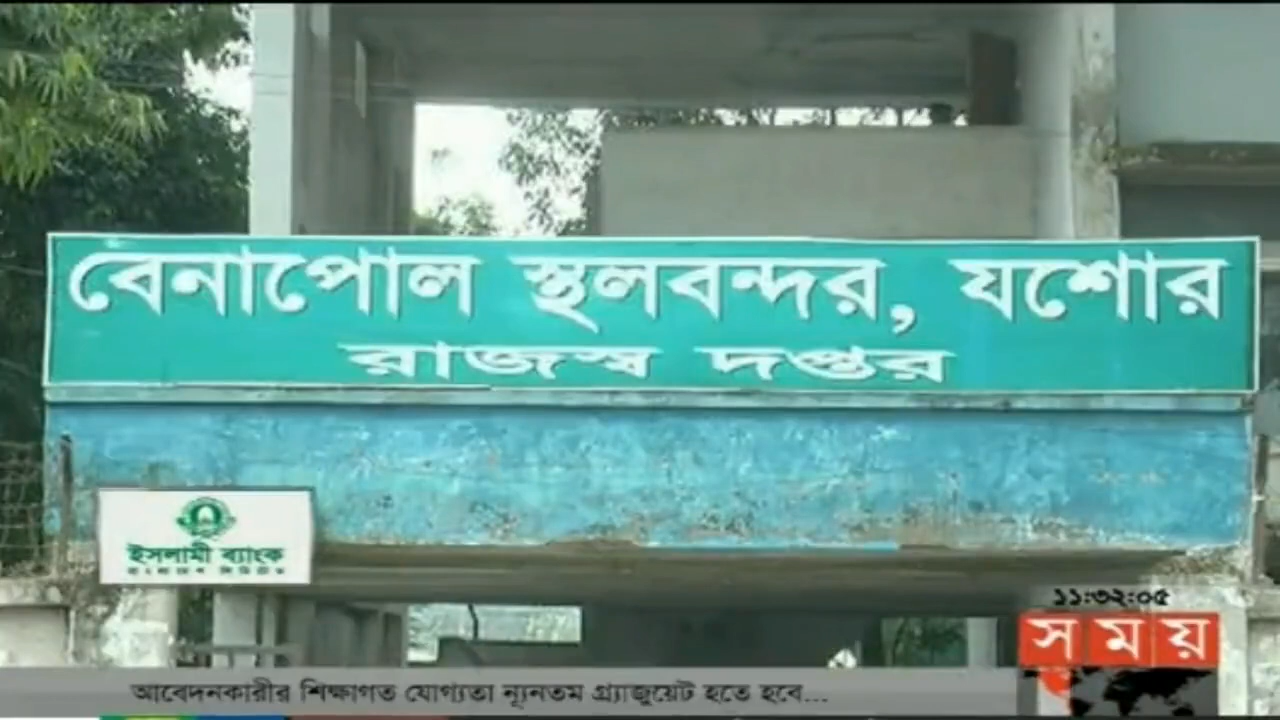 বেনাপোল স্থলবন্দর, যশোর
রাজস্ব দপ্তর
ইসলামী ব্যাংক
বাংলাদেশ লিমিটেড
১১:৩২:০৫
সময়
আবেদনকারীর শিক্ষাগত যোগ্যতা ন্যূনতম গ্র্যাজুয়েট হতে হবে...